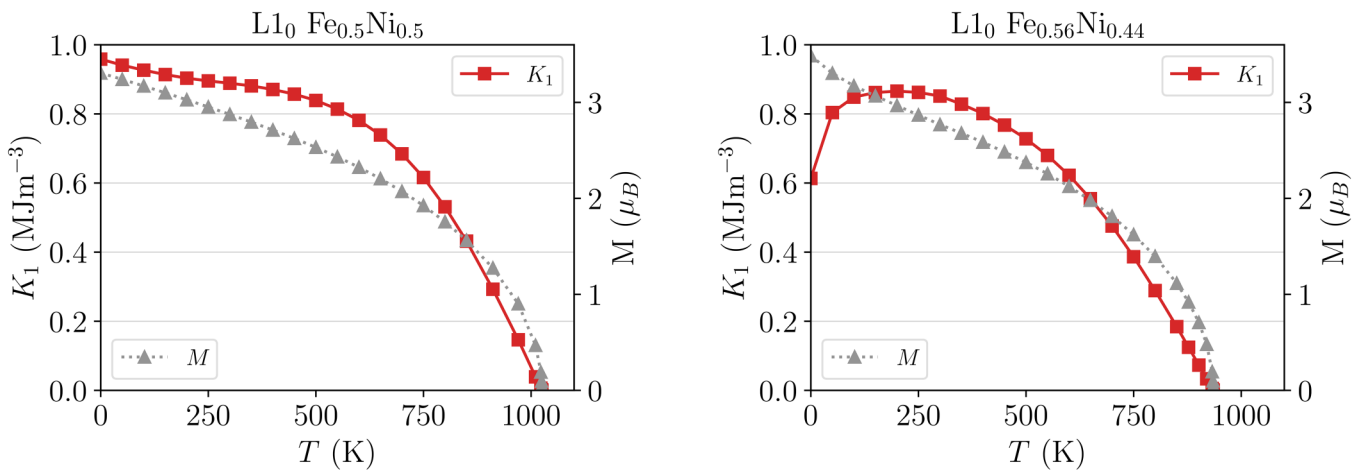 L1₀ Fe₀.₅Ni₀.₅
1.0
0.8
0.6
0.4
0.2
0.0
K₁ (MJm⁻³)
K₁
M
3
2
1
0
M (μ_B)
0 250 500 750 1000
T (K)
L1₀ Fe₀.₅₆Ni₀.₄₄
1.0
0.8
0.6
0.4
0.2
0.0
K₁ (MJm⁻³)
K₁
M
3
2
1
0
M (μ_B)
0 250 500 750 1000
T (K)